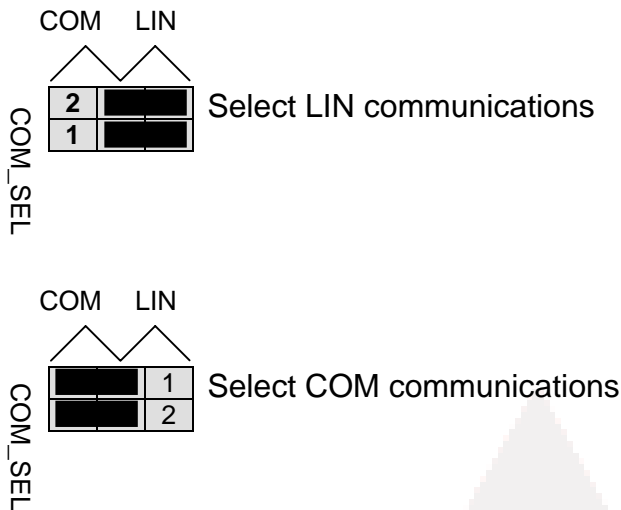 COM LIN
2
1
Select LIN communications
COM_SEL
COM LIN
1
2
Select COM communications
COM_SEL